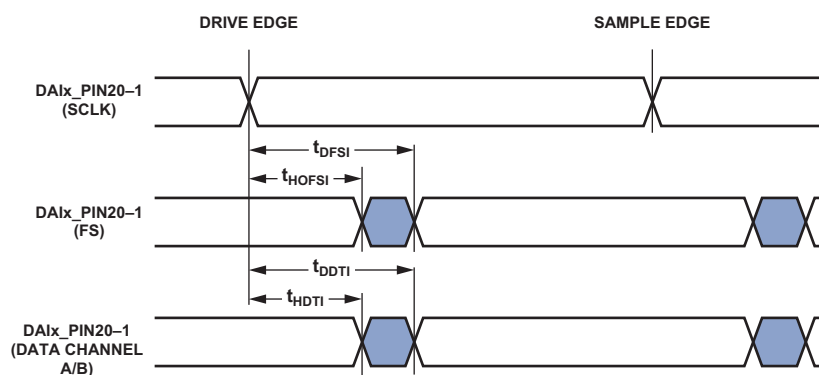 DRIVE EDGE
SAMPLE EDGE
DAIx_PIN20–1
(SCLK)
tDFSI
tHOFSI
DAIx_PIN20–1
(FS)
tDDTI
tHDTI
DAIx_PIN20–1
(DATA CHANNEL
A/B)